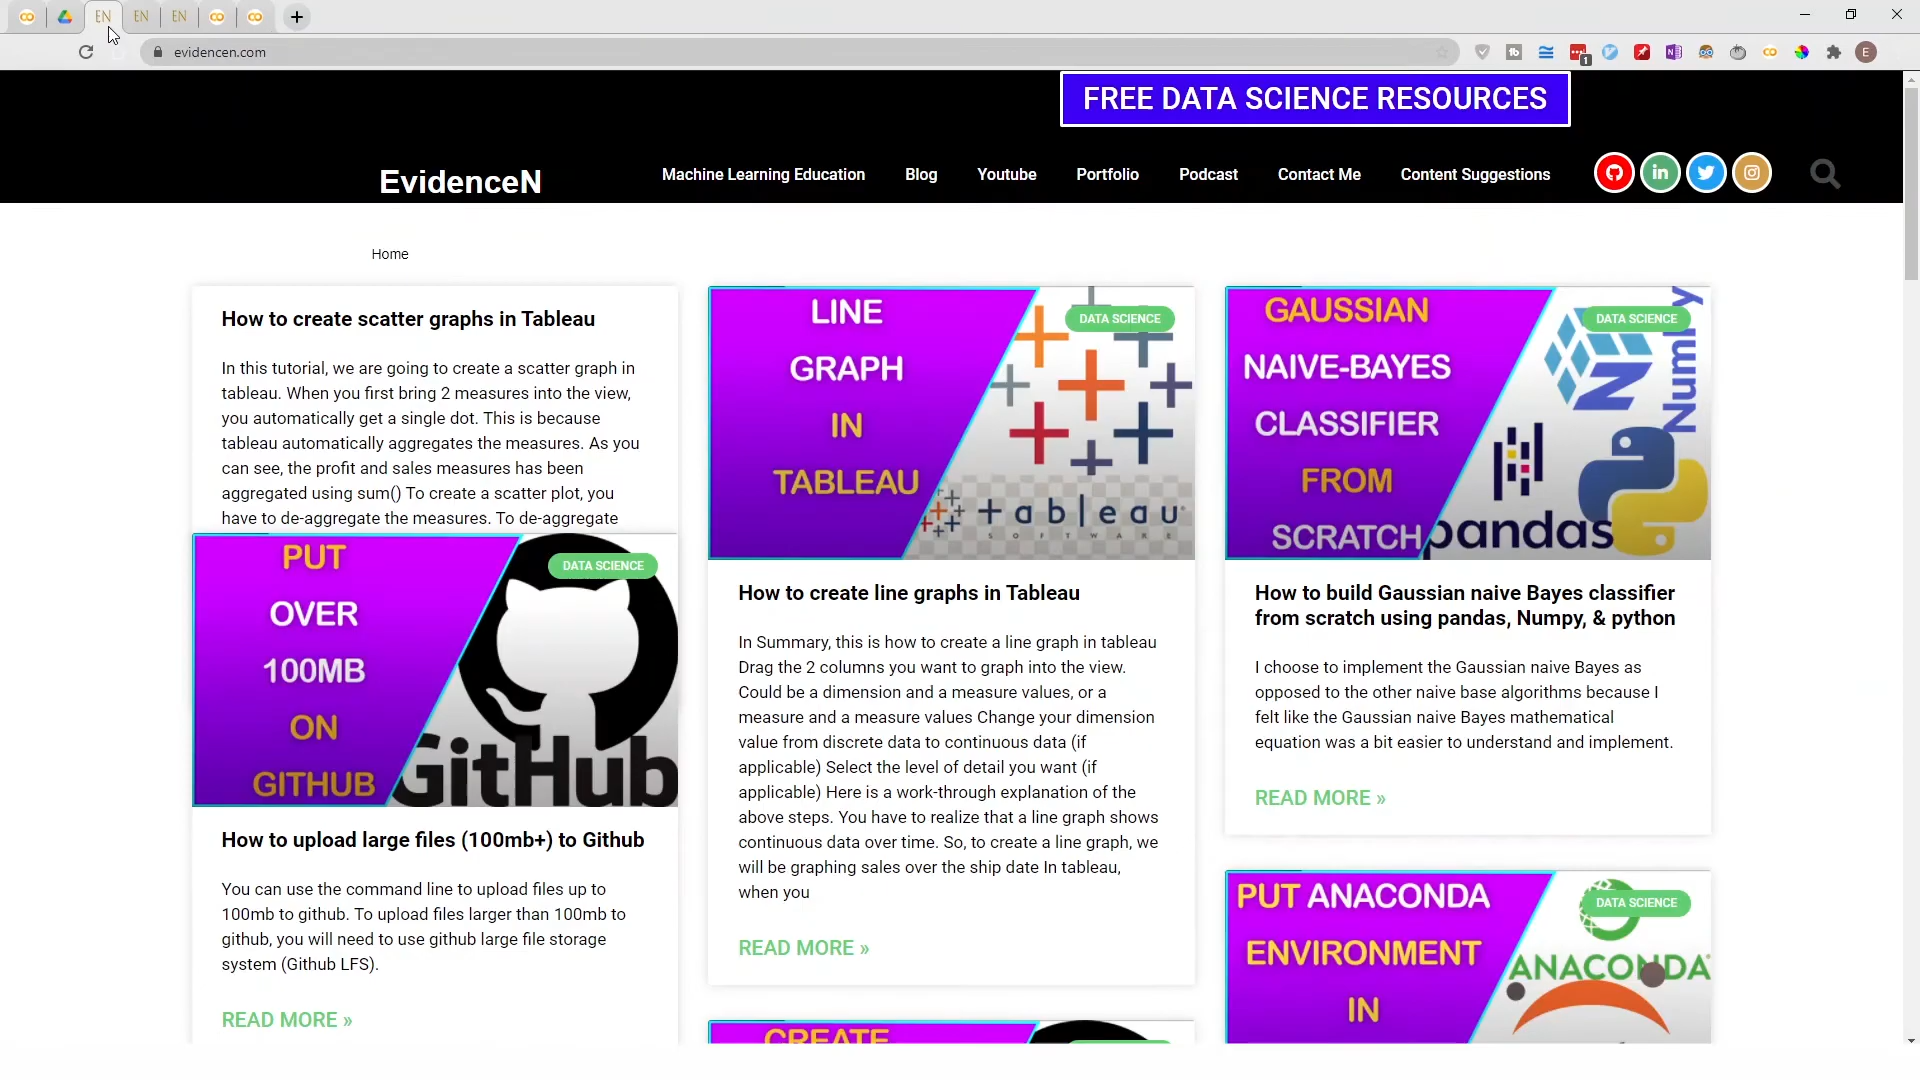 EN
EN
EN
evidencen.com
1
E
FREE DATA SCIENCE RESOURCES
EvidenceN
Machine Learning Education
Blog
Youtube
Portfolio
Podcast
Contact Me
Content Suggestions
Home
How to create scatter graphs in Tableau
In this tutorial, we are going to create a scatter graph in
tableau. When you first bring 2 measures into the view,
you automatically get a single dot. This is because
tableau automatically aggregates the measures. As you
can see, the profit and sales measures has been
aggregated using sum() To create a scatter plot, you
have to de-aggregate the measures. To de-aggregate
PUT
OVER
100MB
ON
GITHUB
DATA SCIENCE
GitHub
How to upload large files (100mb+) to Github
You can use the command line to upload files up to
100mb to github. To upload files larger than 100mb to
github, you will need to use github large file storage
system (Github LFS).
READ MORE »
LINE
GRAPH
IN
TABLEAU
DATA SCIENCE
+ableau
SOFTWARE
How to create line graphs in Tableau
In Summary, this is how to create a line graph in tableau
Drag the 2 columns you want to graph into the view.
Could be a dimension and a measure values, or a
measure and a measure values Change your dimension
value from discrete data to continuous data (if
applicable) Select the level of detail you want (if
applicable) Here is a work-through explanation of the
above steps. You have to realize that a line graph shows
continuous data over time. So, to create a line graph, we
will be graphing sales over the ship date In tableau,
when you
READ MORE »
CREATE
GAUSSIAN
NAIVE-BAYES
CLASSIFIER
FROM
SCRATCH
DATA SCIENCE
NumPy
pandas
How to build Gaussian naive Bayes classifier
from scratch using pandas, Numpy, & python
I choose to implement the Gaussian naive Bayes as
opposed to the other naive base algorithms because I
felt like the Gaussian naive Bayes mathematical
equation was a bit easier to understand and implement.
READ MORE »
PUT ANACONDA
ENVIRONMENT
IN
DATA SCIENCE
ANACONDA